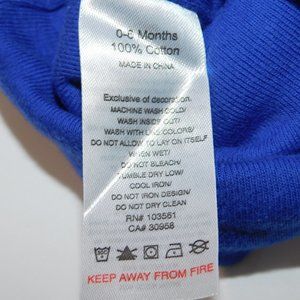 0-6 Months
100% Cotton
MADE IN CHINA
Exclusive of decoration
MACHINE WASH COLD/
WASH INSIDE OUT/
WASH WITH LIKE COLORS/
DO NOT ALLOW TO LAY ON ITSELF
WHEN WET/
DO NOT BLEACH/
TUMBLE DRY LOW/
COOL IRON/
DO NOT IRON DESIGN/
DO NOT DRY CLEAN
RN# 103561
CA# 30958
KEEP AWAY FROM FIRE